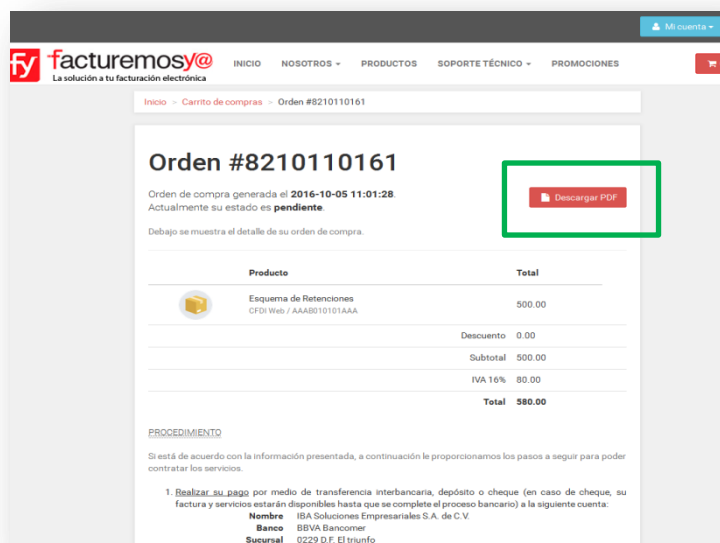 Mi cuenta
fy facturemosy@
La solución a tu facturación electrónica
INICIO NOSOTROS PRODUCTOS SOPORTE TÉCNICO PROMOCIONES
Inicio > Carrito de compras > Orden #8210110161
Orden #8210110161
Orden de compra generada el 2016-10-05 11:01:28.
Actualmente su estado es pendiente.
Descargar PDF
Debajo se muestra el detalle de su orden de compra.
Producto Total
Esquema de Retenciones
CFDI Web / AAAB010101AAA
500.00
Descuento 0.00
Subtotal 500.00
IVA 16% 80.00
Total 580.00
PROCEDIMIENTO
Si está de acuerdo con la información presentada, a continuación le proporcionamos los pasos a seguir para poder
contratar los servicios.
1. Realizar su pago por medio de transferencia interbancaria, depósito o cheque (en caso de cheque, su
factura y servicios estarán disponibles hasta que se complete el proceso bancario) a la siguiente cuenta:
Nombre IBA Soluciones Empresariales S.A. de C.V.
Banco BBVA Bancomer
Sucursal 0229 D.F. El triunfo